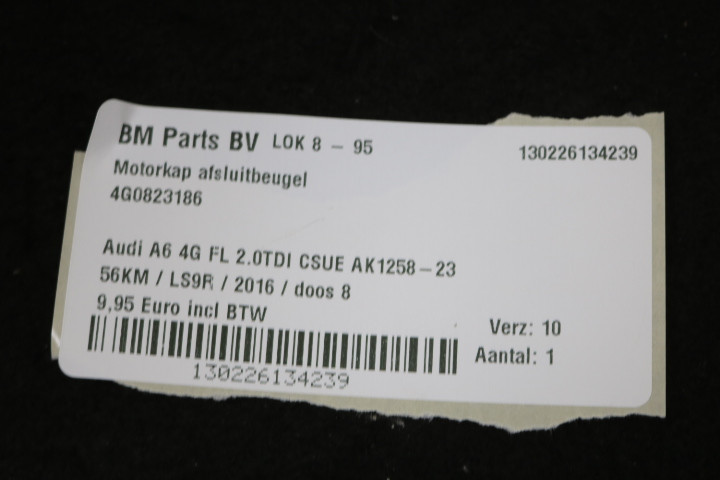 BM Parts BV LOK 8 - 95 130226134239
Motorkap afsluitbeugel
4G0823186
Audi A6 4G FL 2.0TDI CSUE AK1258-23
56KM / LS9R / 2016 / doos 8
9,95 Euro incl BTW
Verz: 10
Aantal: 1
130226134239